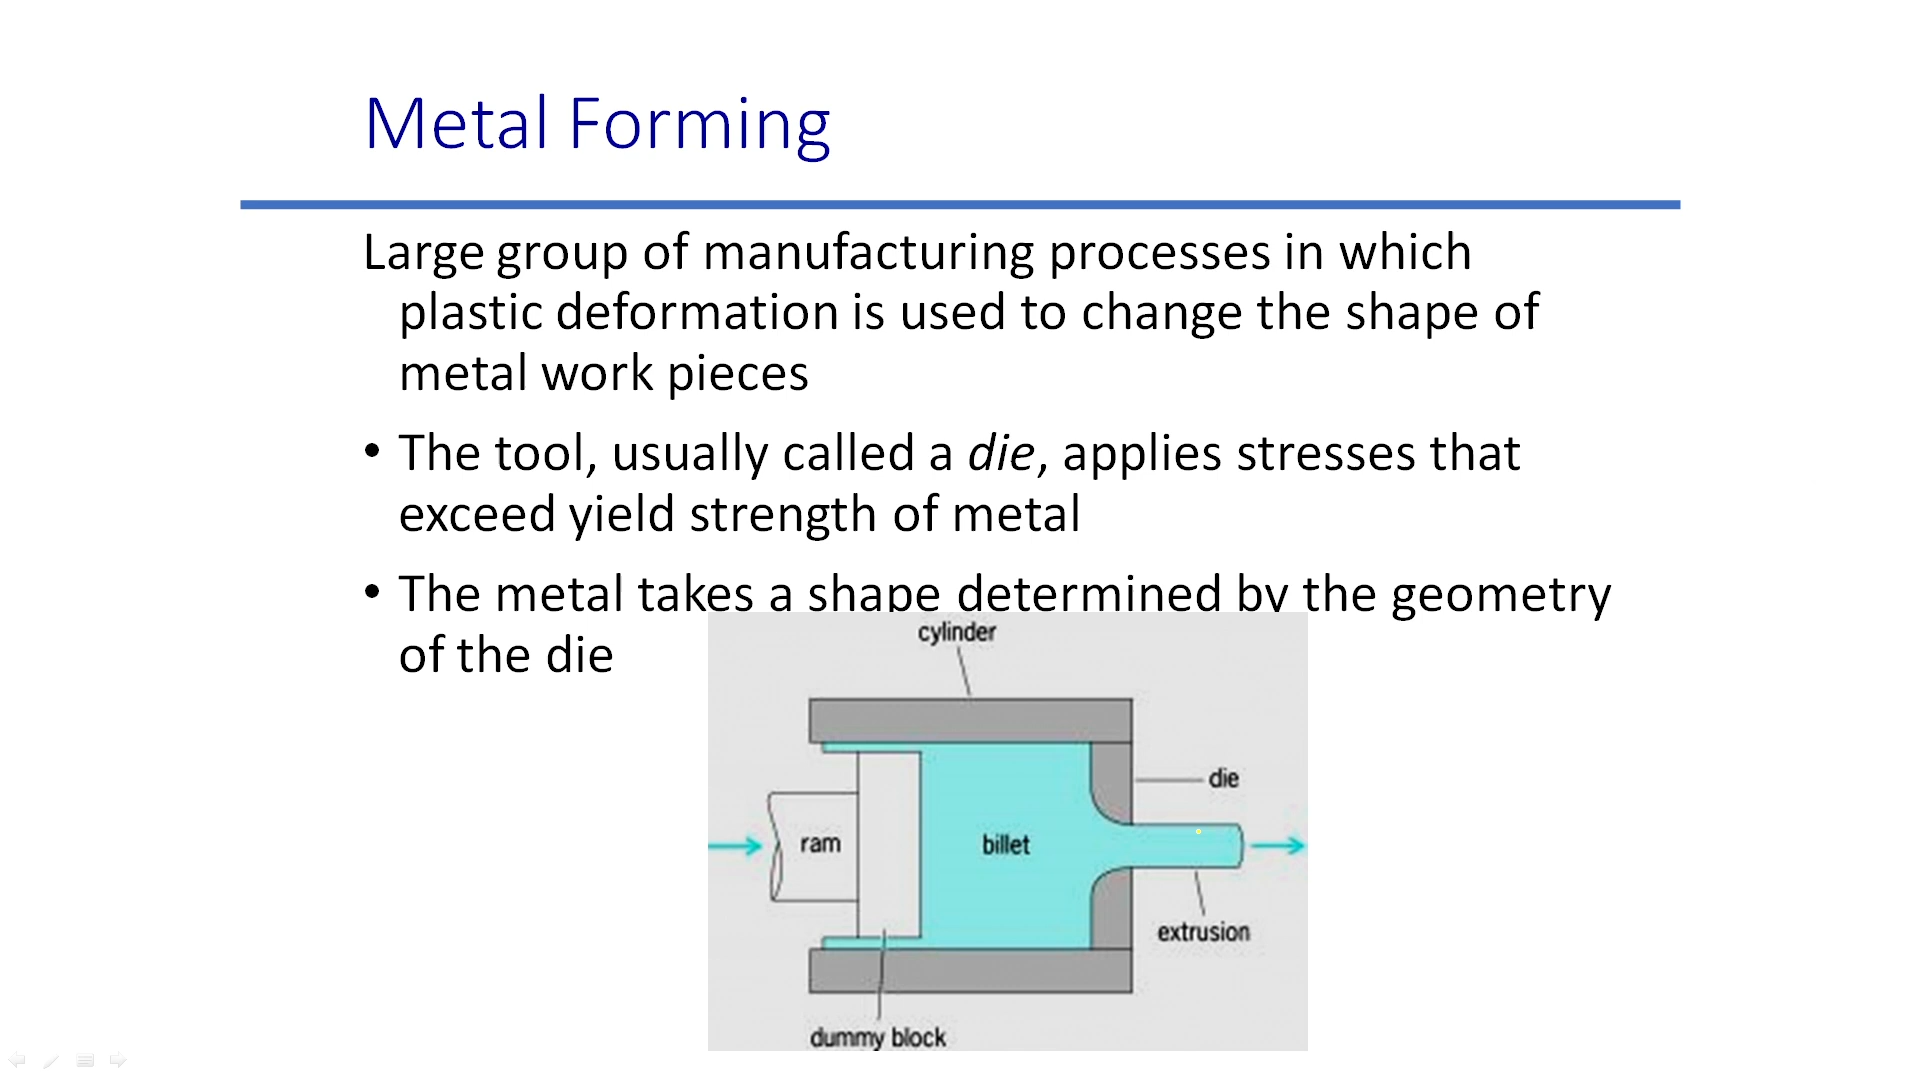 Metal Forming
Large group of manufacturing processes in which
plastic deformation is used to change the shape of
metal work pieces
• The tool, usually called a die, applies stresses that
exceed yield strength of metal
• The metal takes a shape determined by the geometry
of the die
cylinder
die
ram
billet
extrusion
dummy block